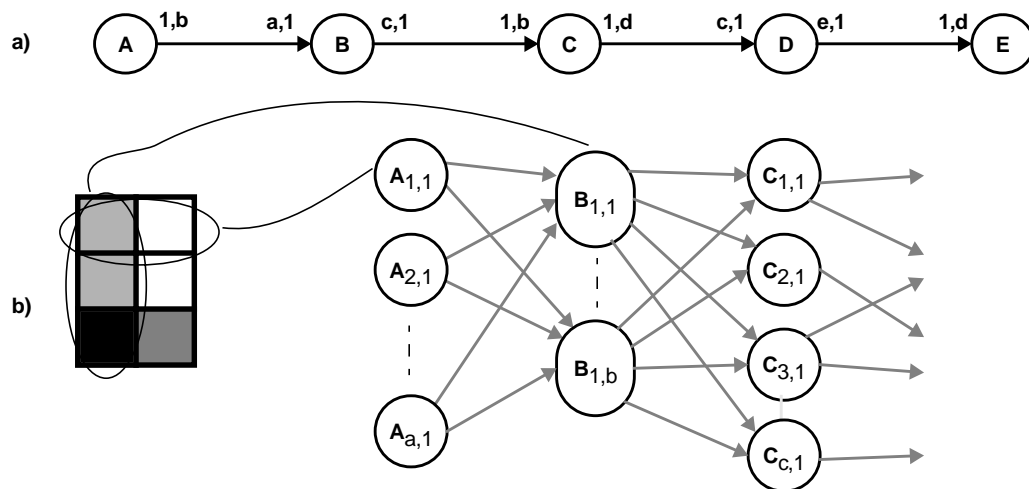 1,b a,1 c,1 1,b 1,d c,1 e,1 1,d
a) A B C D E
A1,1 B1,1 C1,1
A2,1 C2,1
b) B1,b C3,1
Aa,1 Cc,1